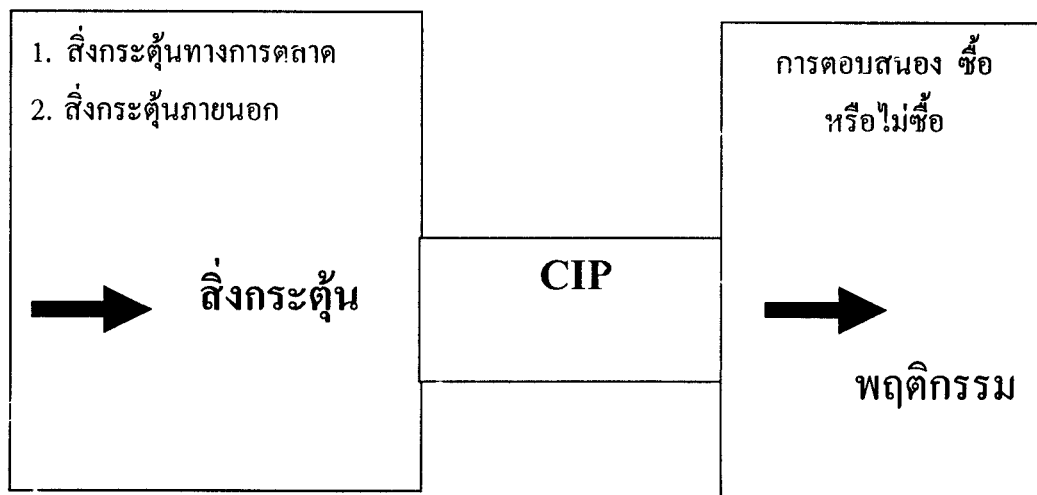 1. สิ่งกระตุ้นทางการตลาด
2. สิ่งกระตุ้นภายนอก
สิ่งกระตุ้น
CIP
การตอบสนอง ซื้อ
หรือไม่ซื้อ
พฤติกรรม